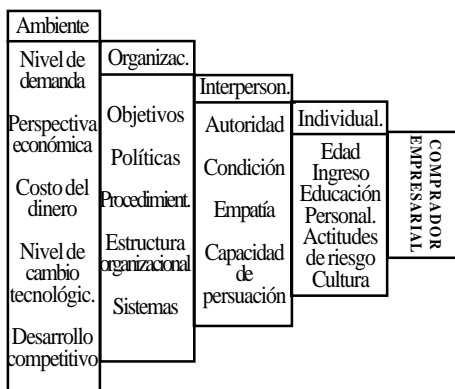 Ambiente
Nivel de
demanda
Perspectiva
económica
Costo del
dinero
Nivel de
cambio
tecnológic.
Desarrollo
competitivo
Organizac.
Objetivos
Políticas
Procedimient.
Estructura
organizacional
Sistemas
Interperson.
Autoridad
Condición
Empatía
Capacidad
de
persuación
Individual.
Edad
Ingreso
Educación
Personal.
Actitudes
de riesgo
Cultura
COMPRADOR
EMPRESARIAL